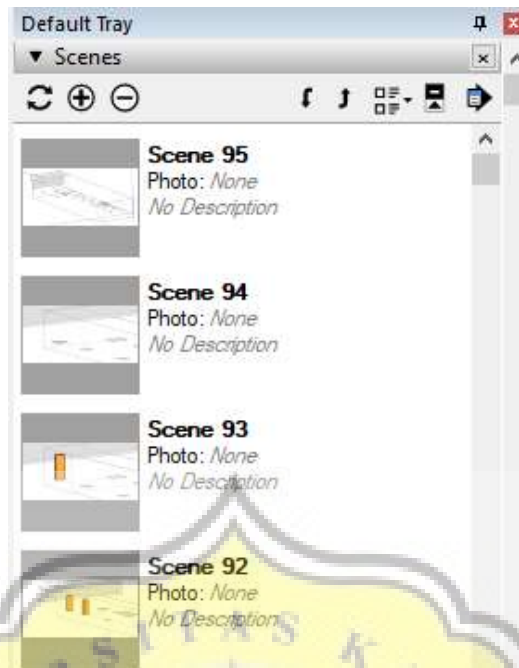 Default Tray
▼ Scenes
Scene 95
Photo: None
No Description
Scene 94
Photo: None
No Description
Scene 93
Photo: None
No Description
Scene 92
Photo: None
No Description